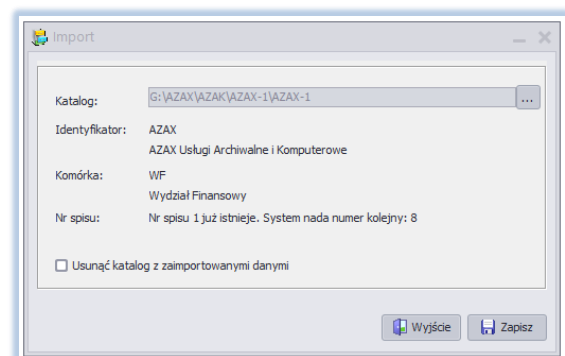 Import
Katalog: G:\AZAX\AZAK\AZAX-1\AZAX-1 ...
Identyfikator: AZAX
AZAX Usługi Archiwalne i Komputerowe
Komórka: WF
Wydział Finansowy
Nr spisu: Nr spisu 1 już istnieje. System nada numer kolejny: 8
Usunąć katalog z zaimportowanymi danymi
Wyjście Zapisz